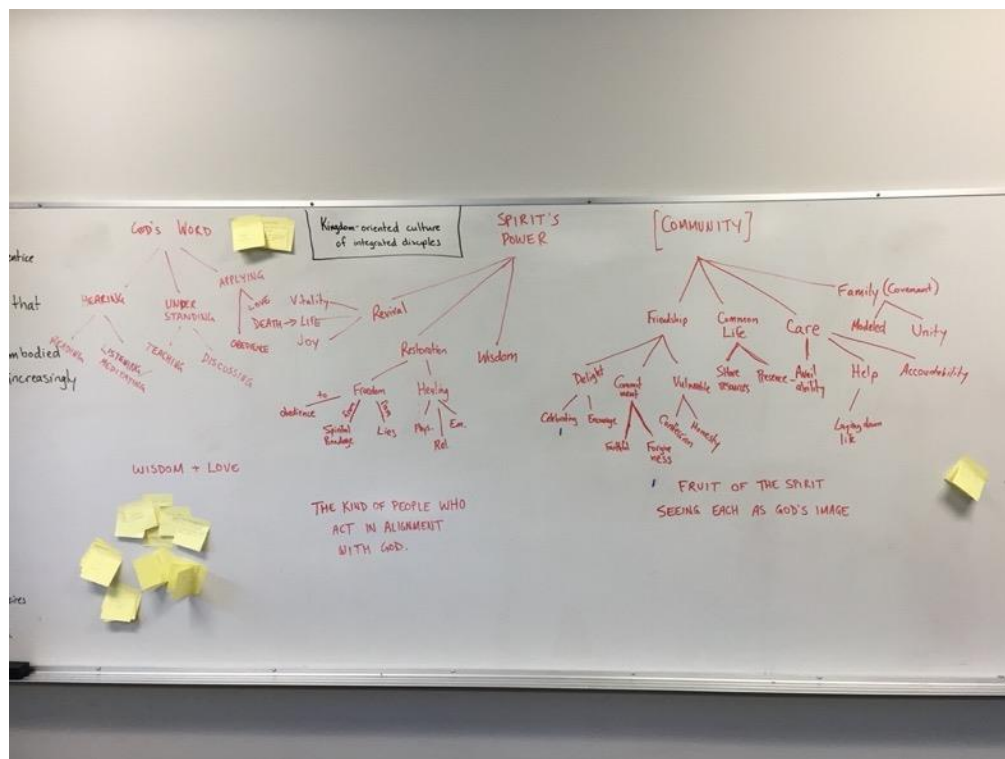 GOD'S WORD
HEARING
UNDER
STANDING
APPLYING
READING
LISTENING/
MEDITATING
TEACHING
DISCUSSING
LOVE
OBEDIENCE
WISDOM + LOVE
that
increasingly
Kingdom-oriented culture
of integrated disciples
SPIRIT'S
POWER
Revival
Vitality
DEATH → LIFE
Joy
Restoration
Freedom
to
obedience
from
Spiritual
Bondage
from
Lies
Healing
Phys.
Rel.
Em.
Wisdom
THE KIND OF PEOPLE WHO
ACT IN ALIGNMENT
WITH GOD.
[COMMUNITY]
Friendship
Delight
Celebrating
Encourage
Commit
ment
Faithful
Forgive
ness
Vulnerable
Confession
Honesty
Common
Life
Share
resources
Presence
Care
Avail
ability
Help
Laying down
Accountability
Family (Covenant)
Modeled
Unity
FRUIT OF THE SPIRIT
SEEING EACH AS GOD'S IMAGE